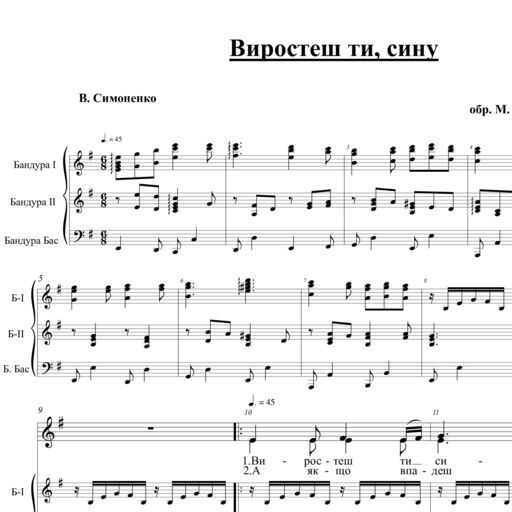 Виростеш ти, сину
В. Симоненко
обр. М.
= 45
Бандура I
3
4
Бандура II
Бандура Бас
5
6
7
8
Б-I
Б-II
Б. Бас
= 45
9
10
11
1.Ви - рос - теш ти__ си -
2.А як - що впа - деш
Б-I